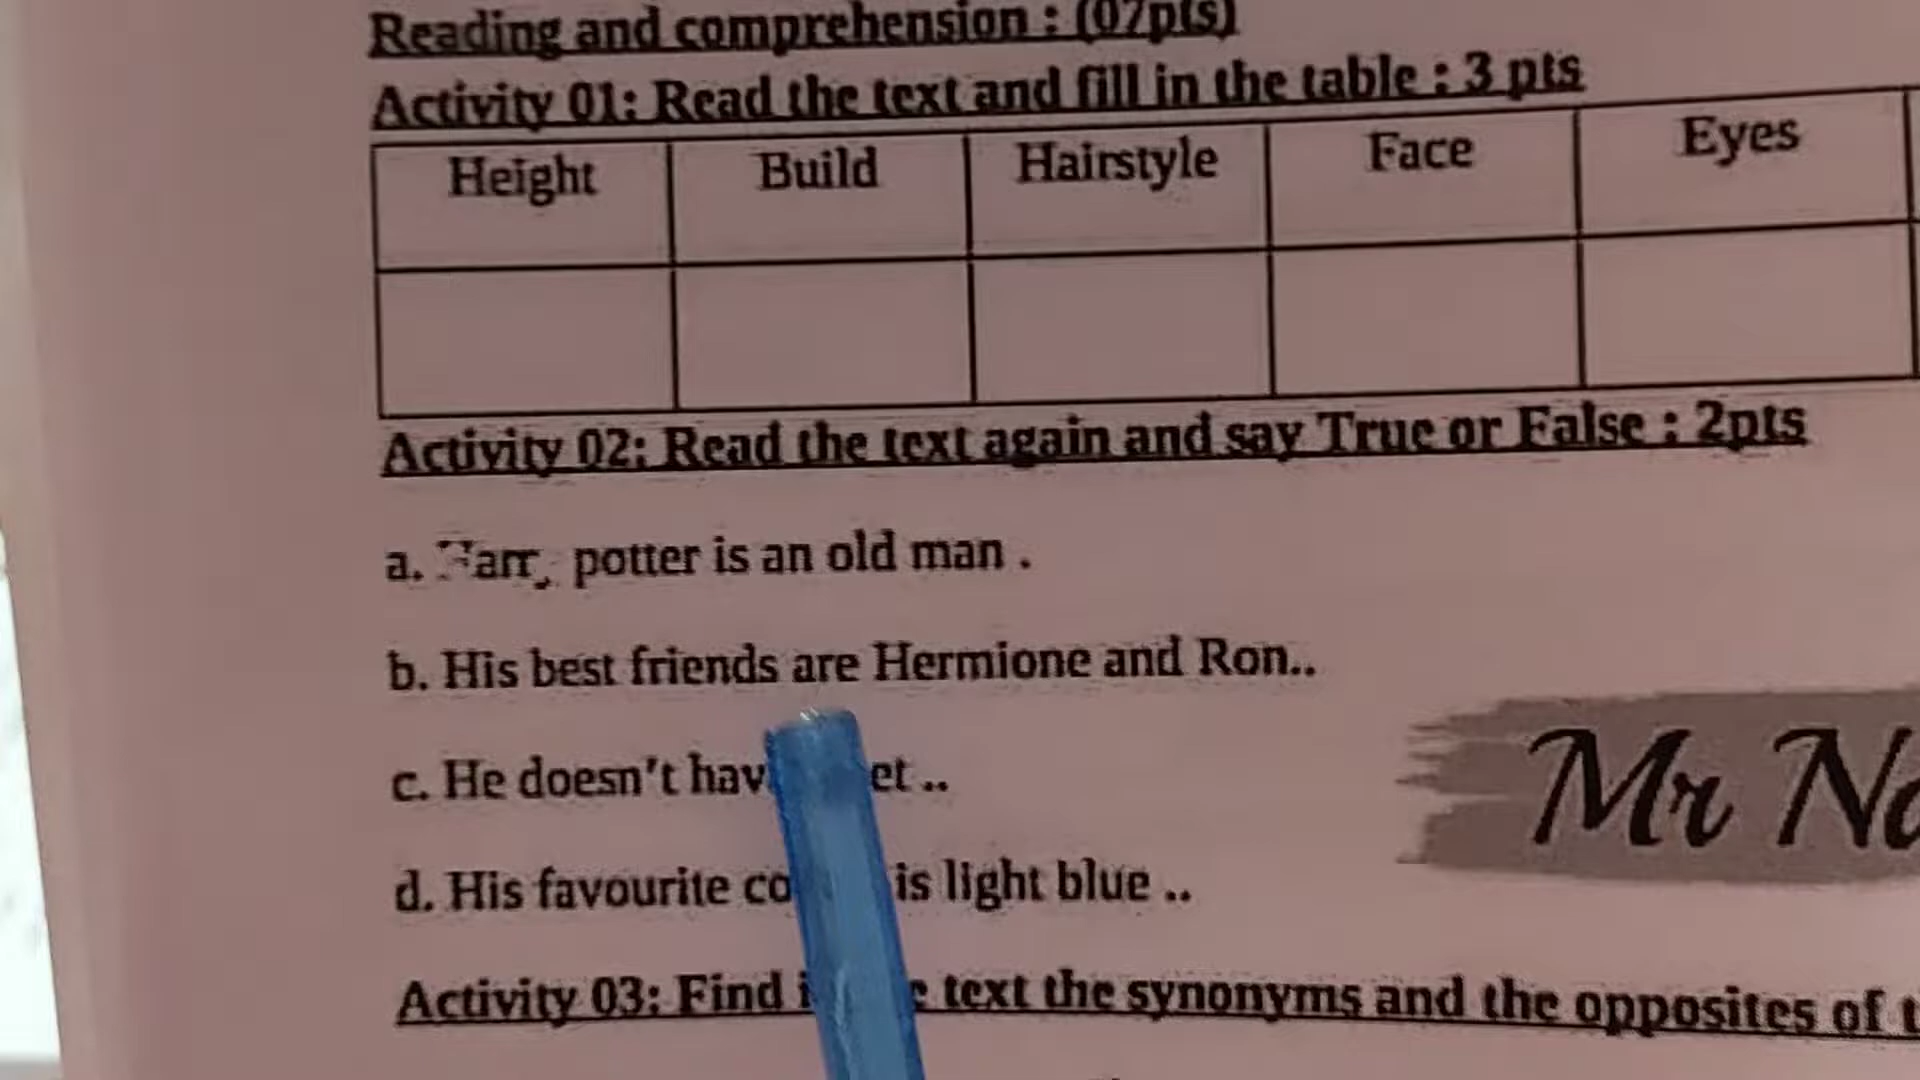 Reading and comprehension : (07pts)
Activity 01: Read the text and fill in the table : 3 pts
Height Build Hairstyle Face Eyes
Activity 02: Read the text again and say True or False : 2pts
a. Harry potter is an old man .
b. His best friends are Hermione and Ron..
c. He doesn't hav et ..
Mr No
d. His favourite co is light blue ..
Activity 03: Find text the synonyms and the opposites of